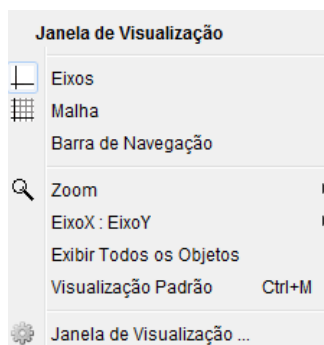 Janela de Visualização
Eixos
Malha
Barra de Navegação
Zoom
EixoX : EixoY
Exibir Todos os Objetos
Visualização Padrão Ctrl+M
Janela de Visualização ...